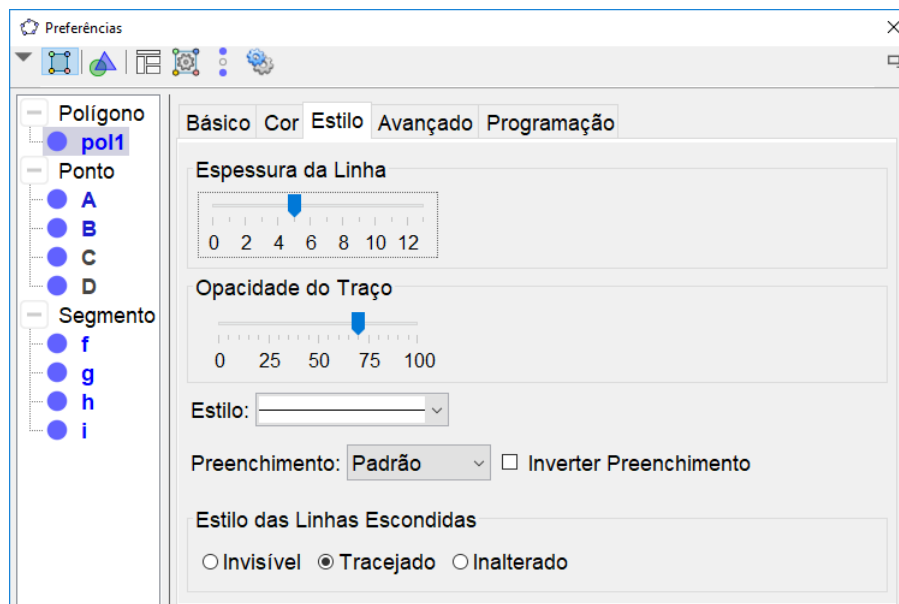 Preferências
Polígono
pol1
Ponto
A
B
C
D
Segmento
f
g
h
i
Básico Cor Estilo Avançado Programação
Espessura da Linha
0 2 4 6 8 10 12
Opacidade do Traço
0 25 50 75 100
Estilo:
Preenchimento: Padrão Inverter Preenchimento
Estilo das Linhas Escondidas
Invisível Tracejado Inalterado